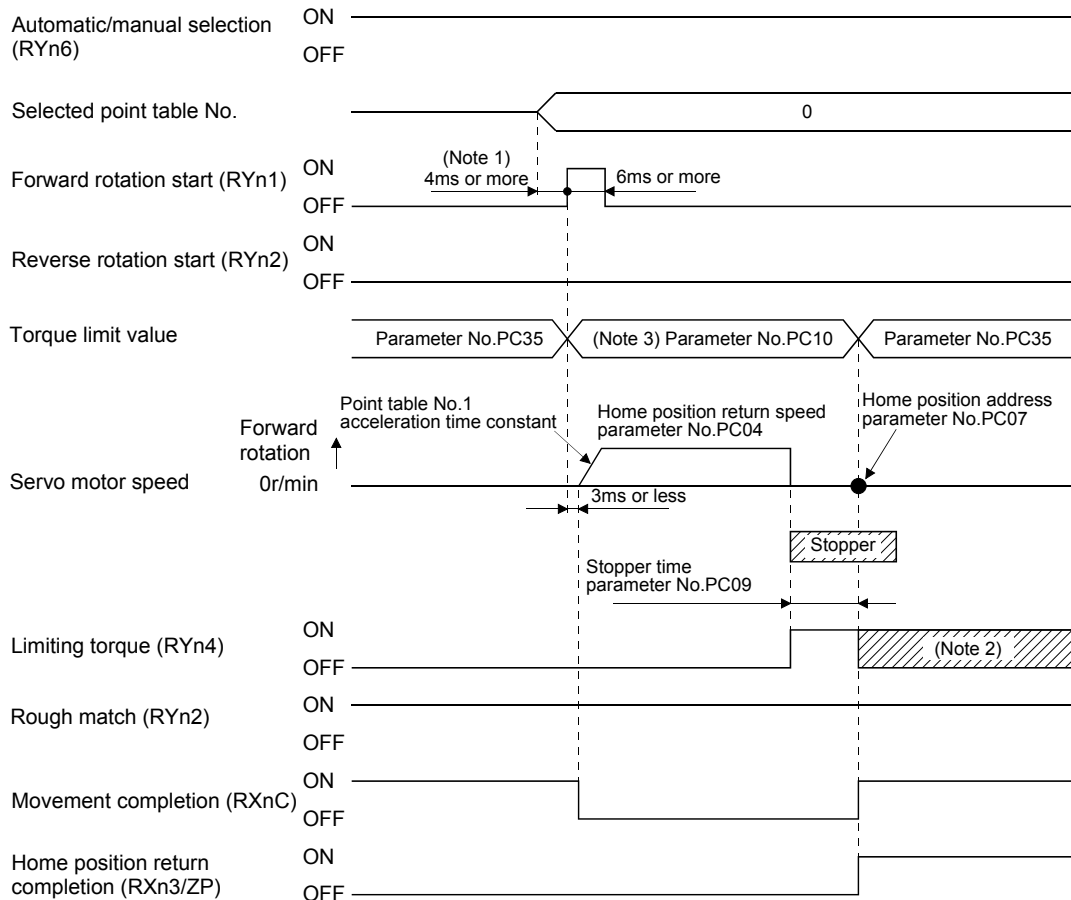 Automatic/manual selection
(RYn6)
ON
OFF
Selected point table No.
0
Forward rotation start (RYn1)
ON
OFF
(Note 1)
4ms or more
6ms or more
Reverse rotation start (RYn2)
ON
OFF
Torque limit value
Parameter No.PC35
(Note 3) Parameter No.PC10
Parameter No.PC35
Servo motor speed
Forward
rotation
0r/min
Point table No.1
acceleration time constant
Home position return speed
parameter No.PC04
Home position address
parameter No.PC07
3ms or less
Stopper
Stopper time
parameter No.PC09
Limiting torque (RYn4)
ON
OFF
(Note 2)
Rough match (RYn2)
ON
OFF
Movement completion (RXnC)
ON
OFF
Home position return
completion (RXn3/ZP)
ON
OFF